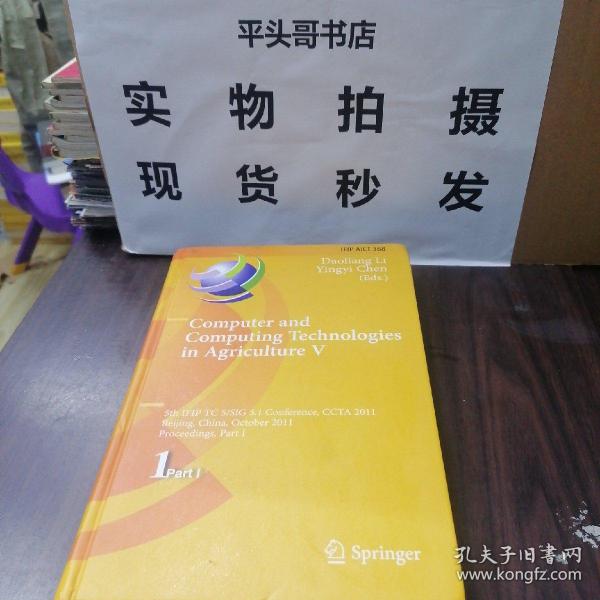 平头哥书店
实物拍摄
现货秒发
IFIP AICT 368
Daoliang Li
Yingyi Chen
(Eds.)
Computer and
Computing Technologies
in Agriculture V
5th IFIP TC 5/SIG 5.1 Conference, CCTA 2011
Beijing, China, October 2011
Proceedings, Part I
1 Part I
Springer
孔夫子旧书网
www.kongfz.com